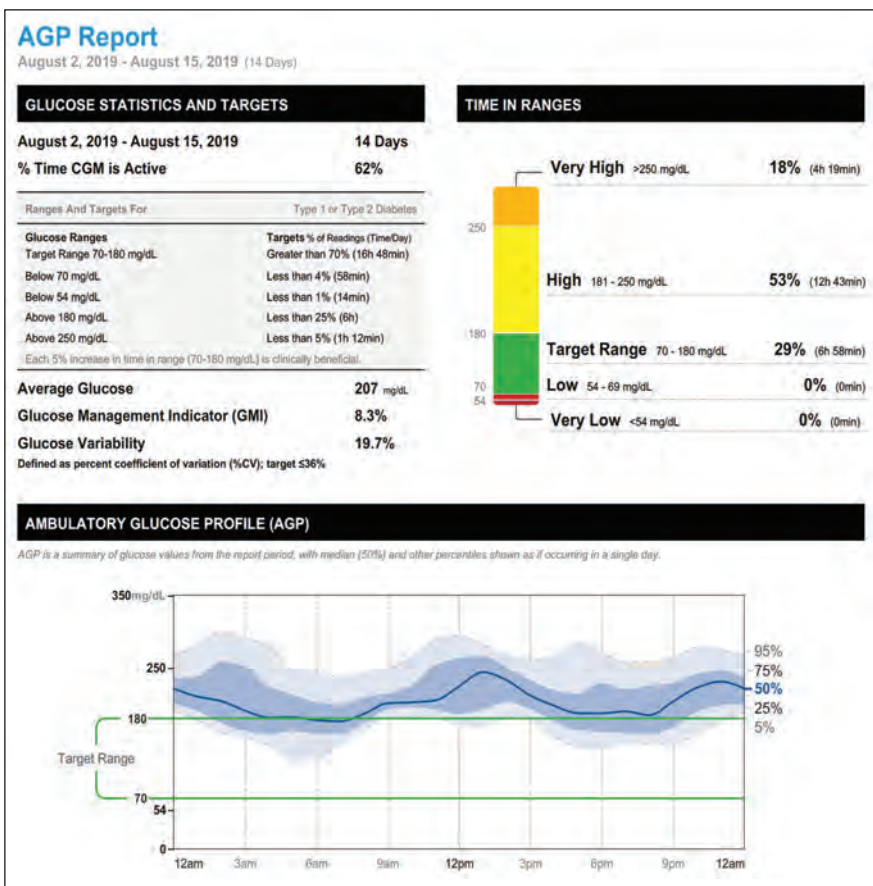 AGP Report
August 2, 2019 - August 15, 2019 (14 Days)
GLUCOSE STATISTICS AND TARGETS
August 2, 2019 - August 15, 2019 14 Days
% Time CGM is Active 62%
Ranges And Targets For Type 1 or Type 2 Diabetes
Glucose Ranges Targets % of Readings (Time/Day)
Target Range 70-180 mg/dL Greater than 70% (16h 48min)
Below 70 mg/dL Less than 4% (58min)
Below 54 mg/dL Less than 1% (14min)
Above 180 mg/dL Less than 25% (6h)
Above 250 mg/dL Less than 5% (1h 12min)
Each 5% increase in time in range (70-180 mg/dL) is clinically beneficial.
Average Glucose 207 mg/dL
Glucose Management Indicator (GMI) 8.3%
Glucose Variability 19.7%
Defined as percent coefficient of variation (%CV); target ≤36%
TIME IN RANGES
Very High >250 mg/dL 18% (4h 19min)
250
High 181 - 250 mg/dL 53% (12h 43min)
180
Target Range 70 - 180 mg/dL 29% (6h 58min)
70
Low 54 - 69 mg/dL 0% (0min)
54
Very Low <54 mg/dL 0% (0min)
AMBULATORY GLUCOSE PROFILE (AGP)
AGP is a summary of glucose values from the report period, with median (50%) and other percentiles shown as if occurring in a single day.
350 mg/dL
250
180
Target Range
70
54
0
95%
75%
50%
25%
5%
12am 3am 6am 9am 12pm 3pm 6pm 9pm 12am